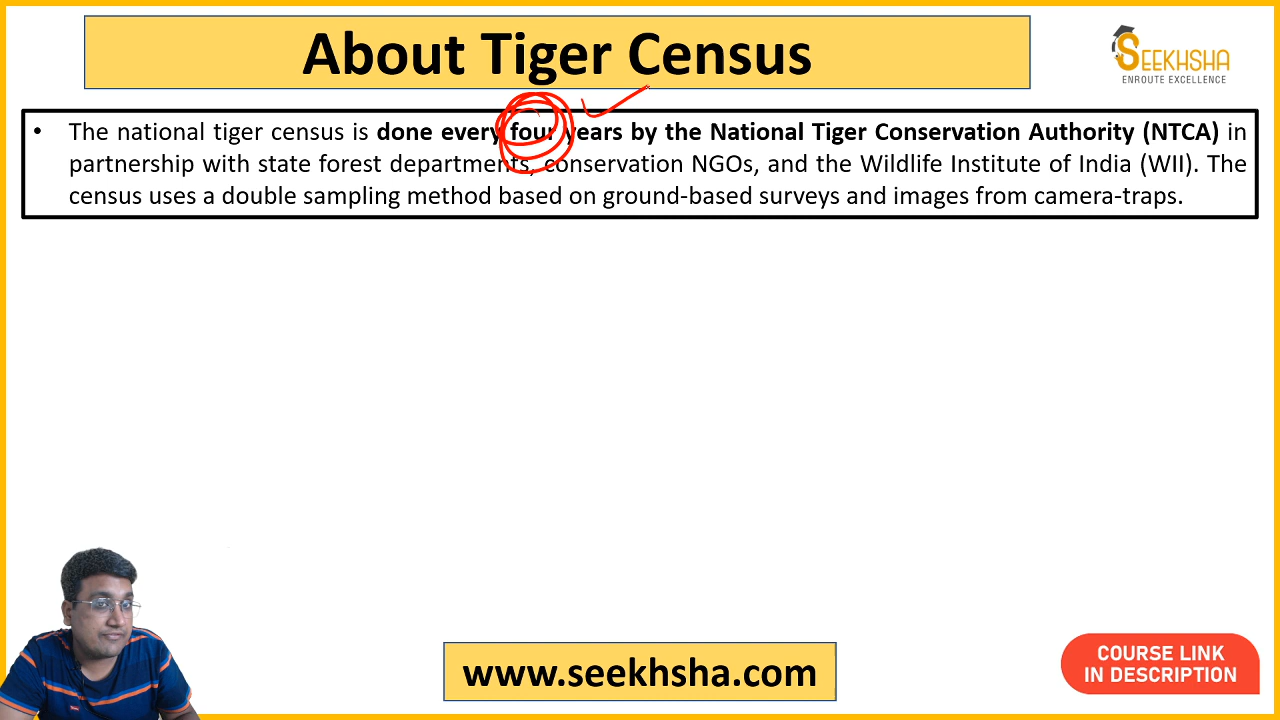 About Tiger Census
SEEKHSHA
ENROUTE EXCELLENCE
• The national tiger census is done every four years by the National Tiger Conservation Authority (NTCA) in
partnership with state forest departments, conservation NGOs, and the Wildlife Institute of India (WII). The
census uses a double sampling method based on ground-based surveys and images from camera-traps.
www.seekhsha.com
COURSE LINK
IN DESCRIPTION